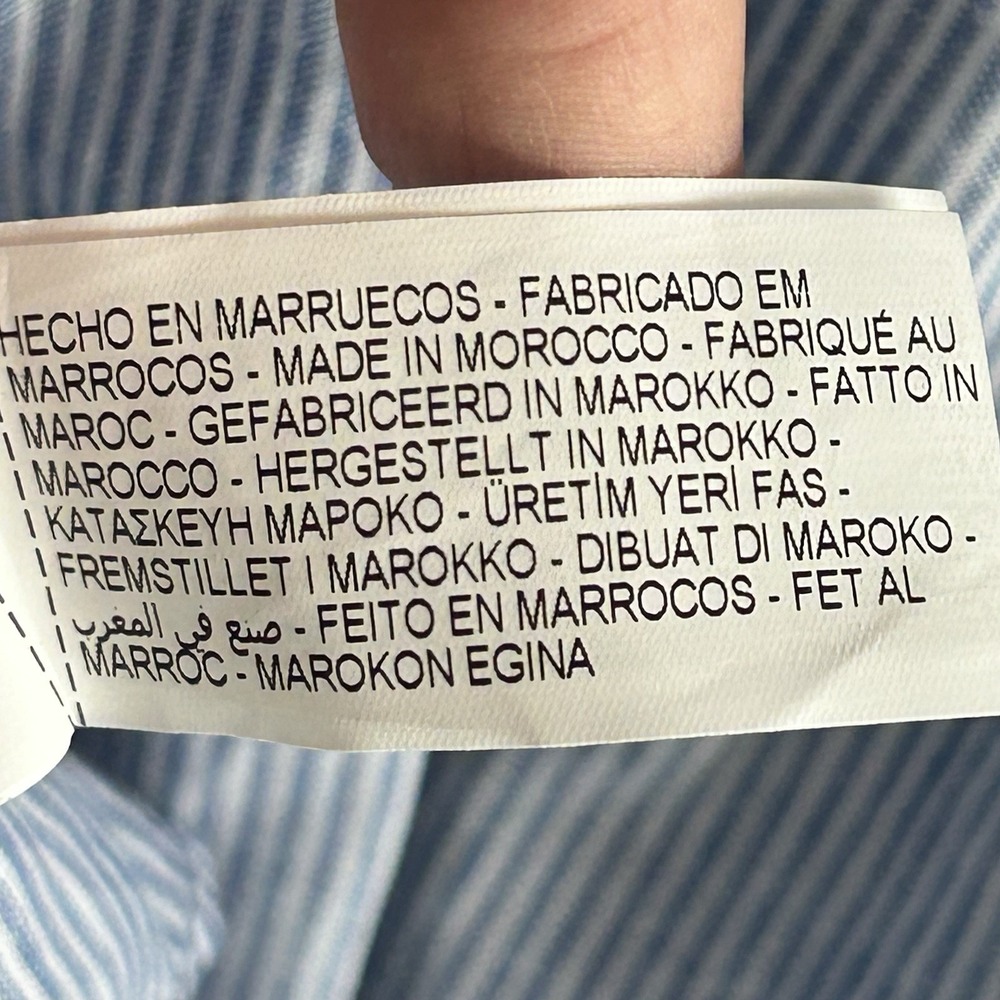 HECHO EN MARRUECOS - FABRICADO EM
MARROCOS - MADE IN MOROCCO - FABRIQUÉ AU
MAROC - GEFABRICEERD IN MAROKKO - FATTO IN
MAROCCO - HERGESTELLT IN MAROKKO -
ΚΑΤΑΣΚΕΥΗ ΜΑΡΟΚΟ - ÜRETİM YERİ FAS -
FREMSTILLET I MAROKKO - DIBUAT DI MAROKO -
صنع في المغرب - FEITO EN MARROCOS - FET AL
MARROC - MAROKON EGINA